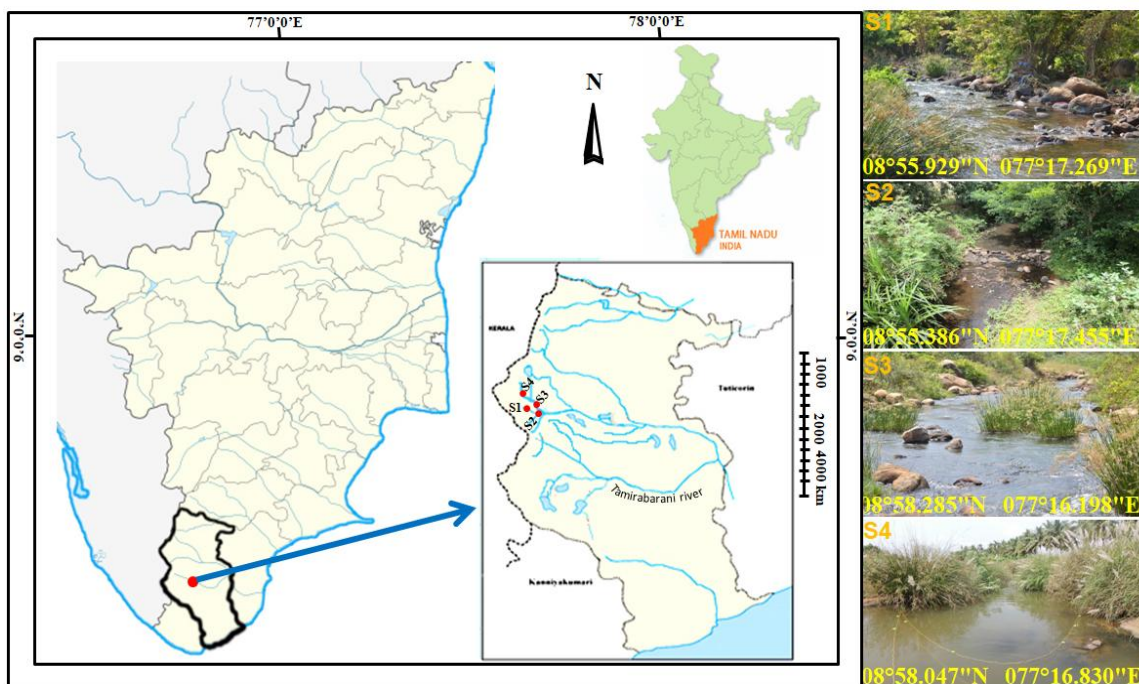 77°0'0"E
78°0'0"E
N
TAMIL NADU
INDIA
9°0'0"N
9°0'0"N
KERALA
Tuticorin
S4
S3
S1
S2
Tamirabarani river
Kanniyakumari
1000
2000 4000 km
S1
08°55.929"N 077°17.269"E
S2
08°55.386"N 077°17.455"E
S3
08°58.285"N 077°16.198"E
S4
08°58.047"N 077°16.830"E